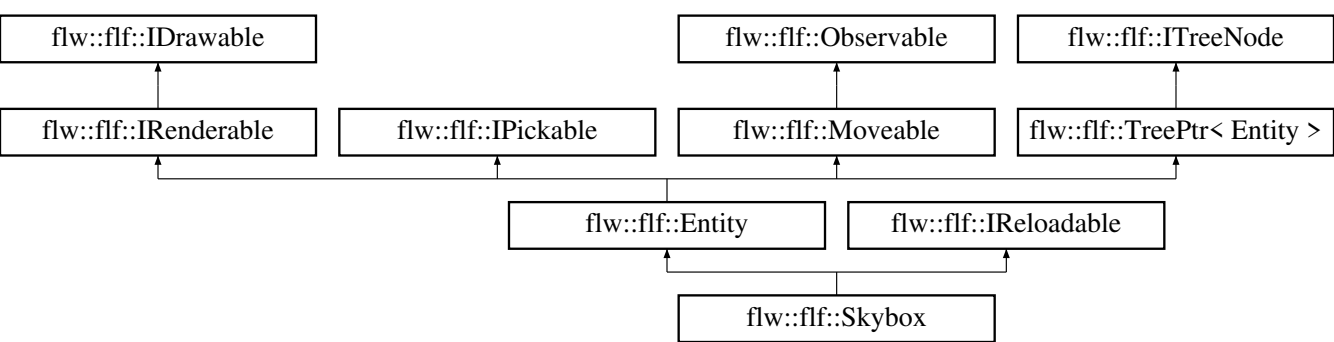 flw::flf::IDrawable
flw::flf::Observable
flw::flf::ITreeNode
flw::flf::IRenderable
flw::flf::IPickable
flw::flf::Moveable
flw::flf::TreePtr< Entity >
flw::flf::Entity
flw::flf::IReloadable
flw::flf::Skybox